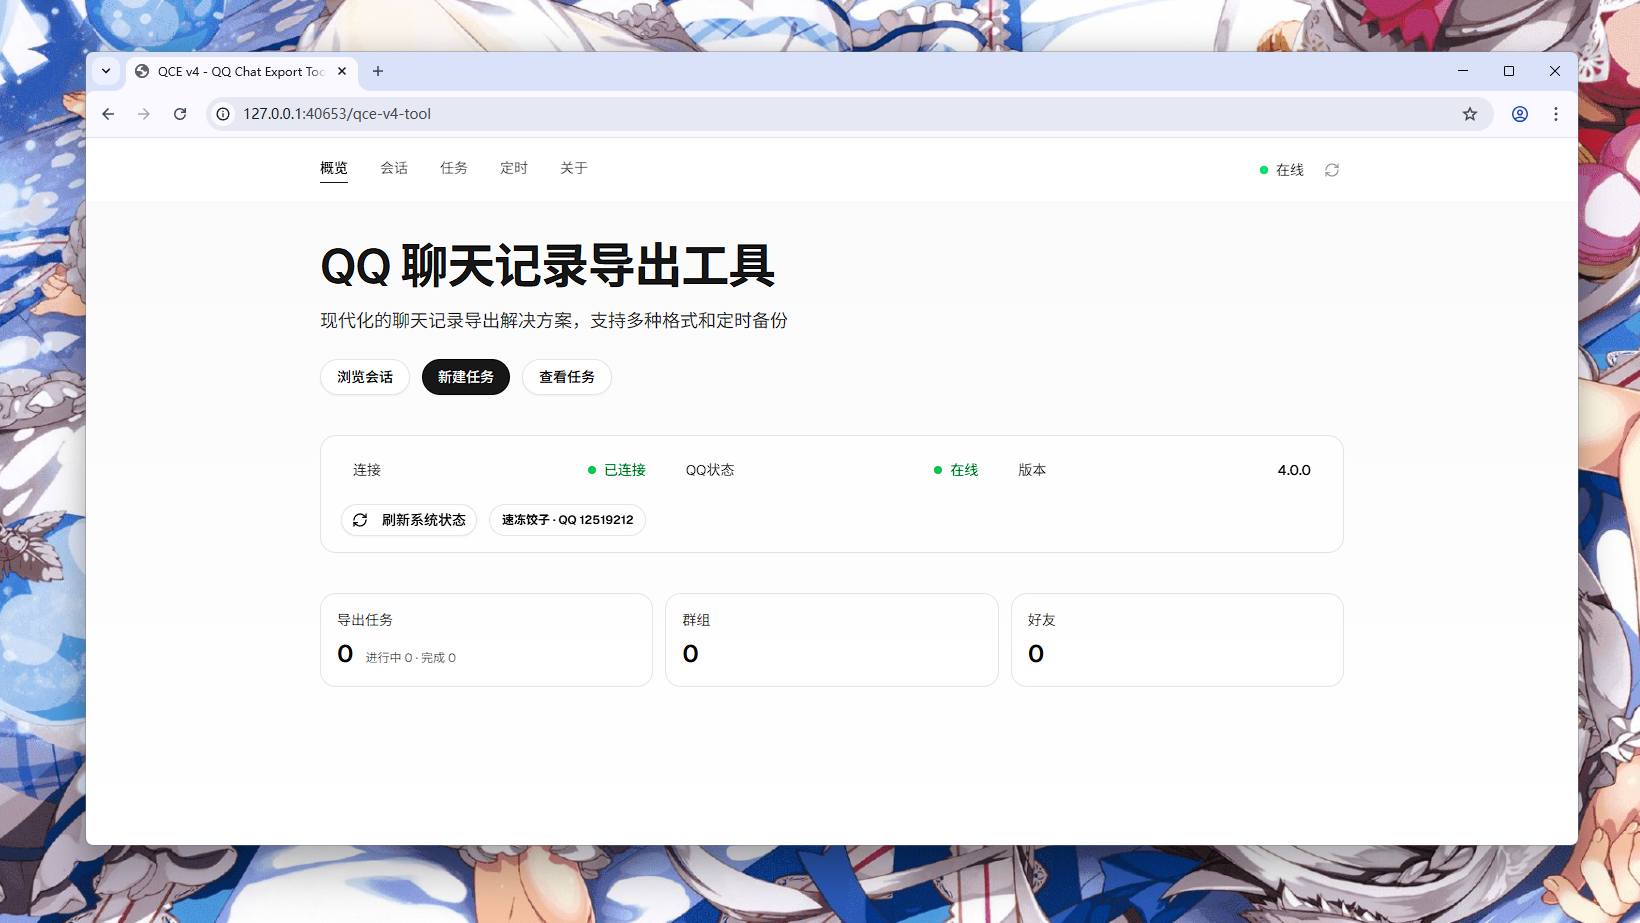 QCE v4 - QQ Chat Export Too
127.0.0.1:40653/qce-v4-tool
概览 会话 任务 定时 关于 在线
QQ 聊天记录导出工具
现代化的聊天记录导出解决方案，支持多种格式和定时备份
浏览会话 新建任务 查看任务
连接 已连接 QQ状态 在线 版本 4.0.0
刷新系统状态 速冻饺子 · QQ 12519212
导出任务 群组 好友
0 进行中 0 · 完成 0 0 0